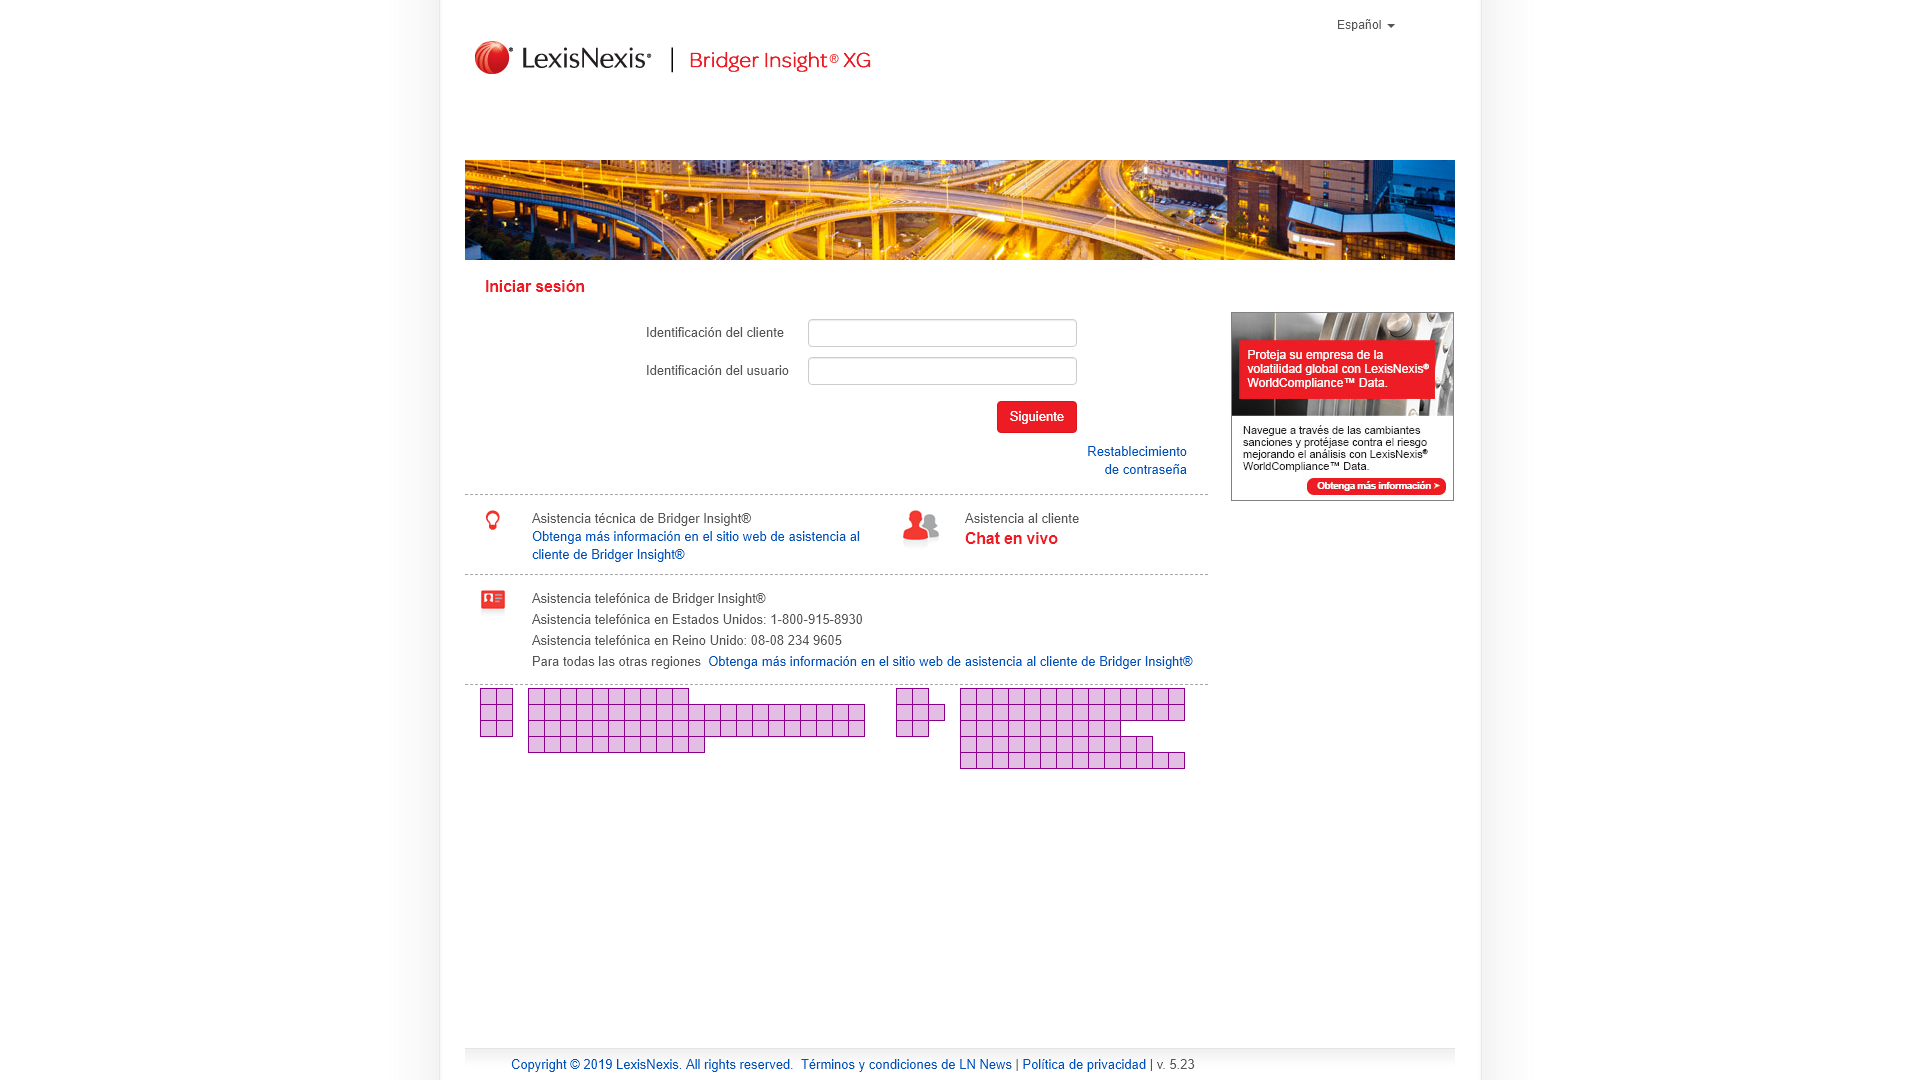 Español
LexisNexis® | Bridger Insight® XG
Iniciar sesión
Identificación del cliente
Identificación del usuario
Siguiente
Restablecimiento
de contraseña
Proteja su empresa de la
volatilidad global con LexisNexis®
WorldCompliance™ Data.
Navegue a través de las cambiantes
sanciones y protéjase contra el riesgo
mejorando el análisis con LexisNexis®
WorldCompliance™ Data.
Obtenga más información >
Asistencia técnica de Bridger Insight®
Obtenga más información en el sitio web de asistencia al
cliente de Bridger Insight®
Asistencia al cliente
Chat en vivo
Asistencia telefónica de Bridger Insight®
Asistencia telefónica en Estados Unidos: 1-800-915-8930
Asistencia telefónica en Reino Unido: 08-08 234 9605
Para todas las otras regiones Obtenga más información en el sitio web de asistencia al cliente de Bridger Insight®
Copyright © 2019 LexisNexis. All rights reserved. Términos y condiciones de LN News | Política de privacidad | v. 5.23